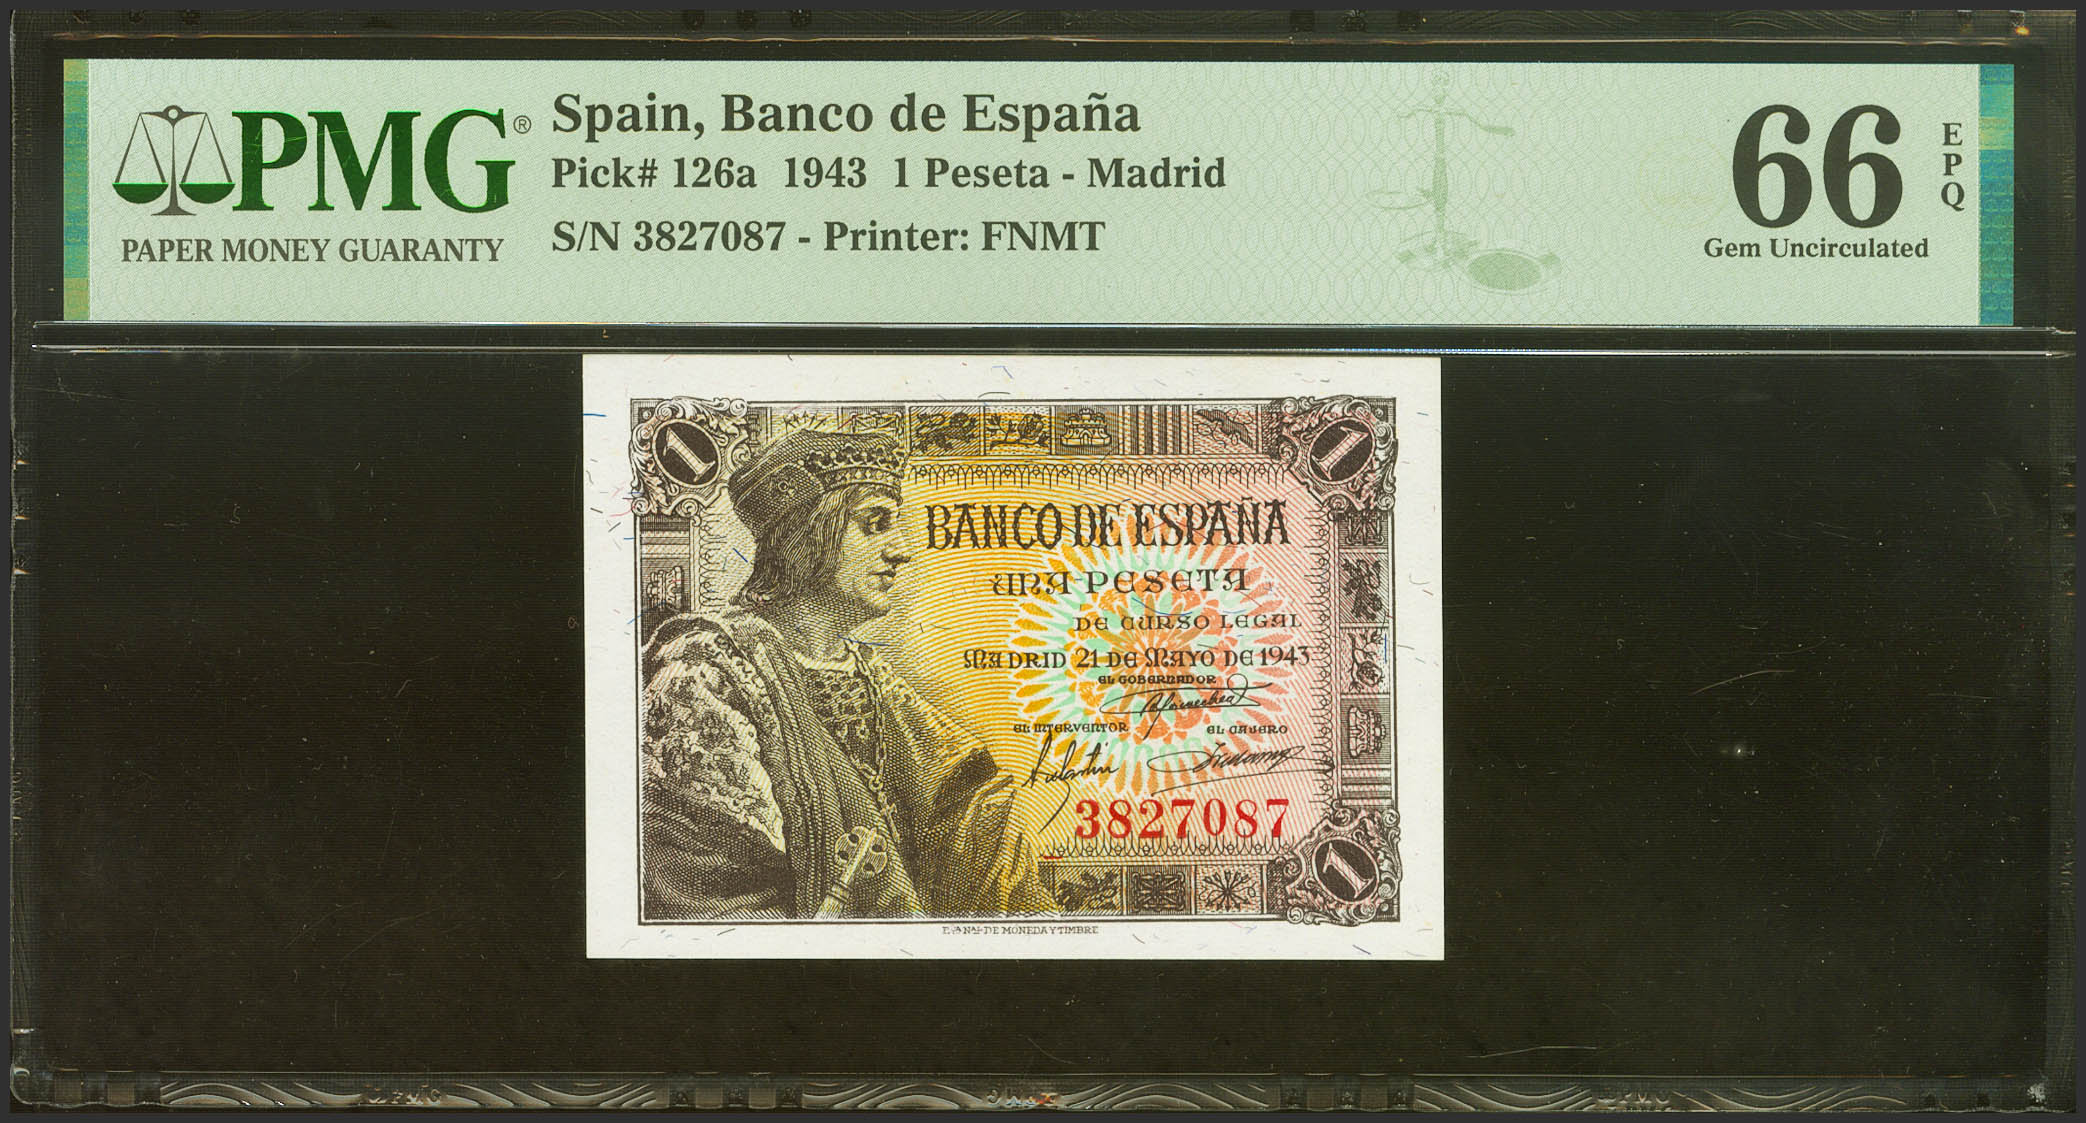 PMG®
PAPER MONEY GUARANTY
Spain, Banco de España
Pick# 126a 1943 1 Peseta - Madrid
S/N 3827087 - Printer: FNMT
66
EPQ
Gem Uncirculated
1
1
BANCO DE ESPAÑA
UNA PESETA
DE CURSO LEGAL
MADRID 21 DE MAYO DE 1943
EL GOBERNADOR
EL INTERVENTOR
EL CAJERO
3827087
1
DE MONEDA Y TIMBRE